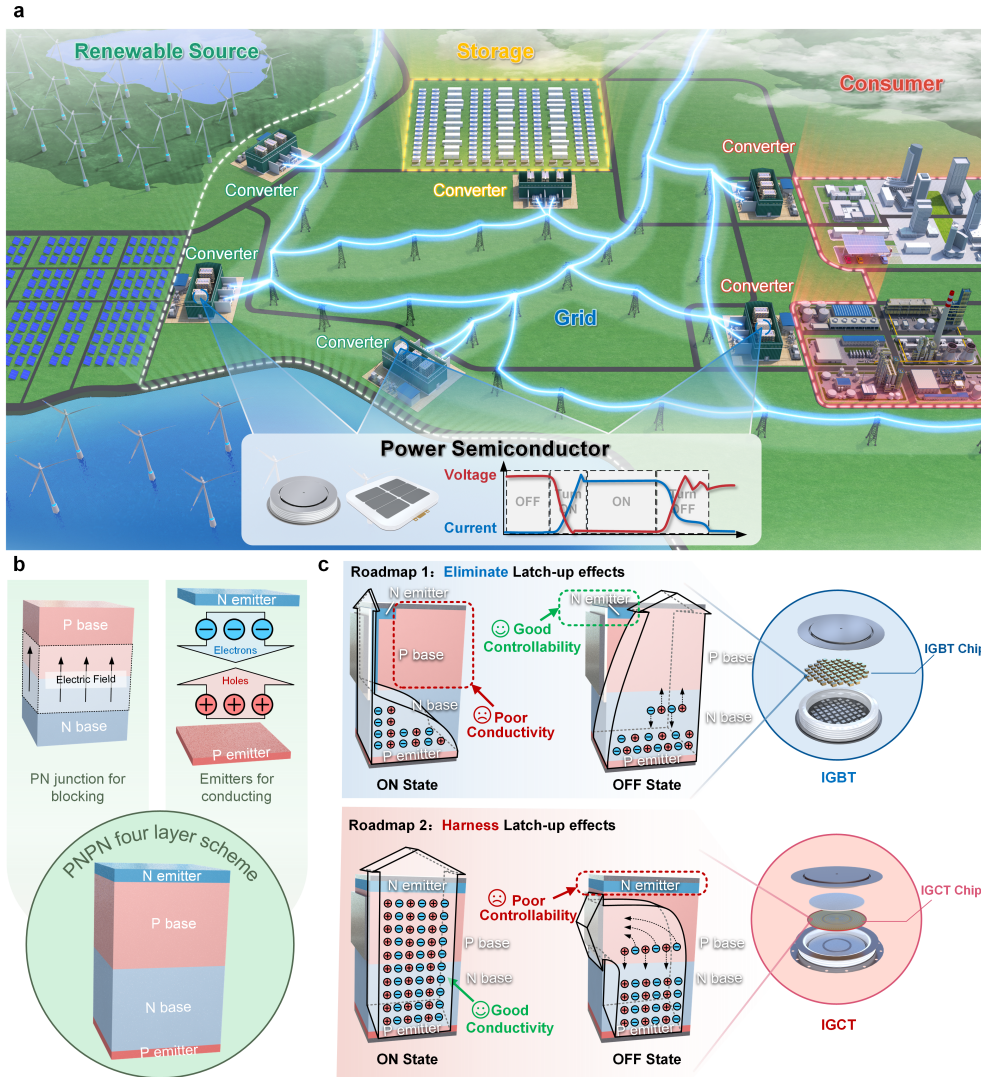 a
Renewable Source
Storage
Consumer
Converter
Converter
Converter
Converter
Converter
Converter
Grid
Power Semiconductor
Voltage
Current
OFF
Turn ON
ON
Turn OFF
b
P base
Electric Field
N base
PN junction for
blocking
N emitter
Electrons
Holes
P emitter
Emitters for
conducting
PNPN four layer scheme
N emitter
P base
N base
P emitter
c
Roadmap 1: Eliminate Latch-up effects
N emitter
P base
N base
P emitter
Poor
Conductivity
ON State
N emitter
Good
Controllability
P base
N base
P emitter
OFF State
IGBT Chip
IGBT
Roadmap 2: Harness Latch-up effects
N emitter
P base
N base
Good
Conductivity
P emitter
ON State
Poor
Controllability
N emitter
P base
N base
P emitter
OFF State
IGCT Chip
IGCT